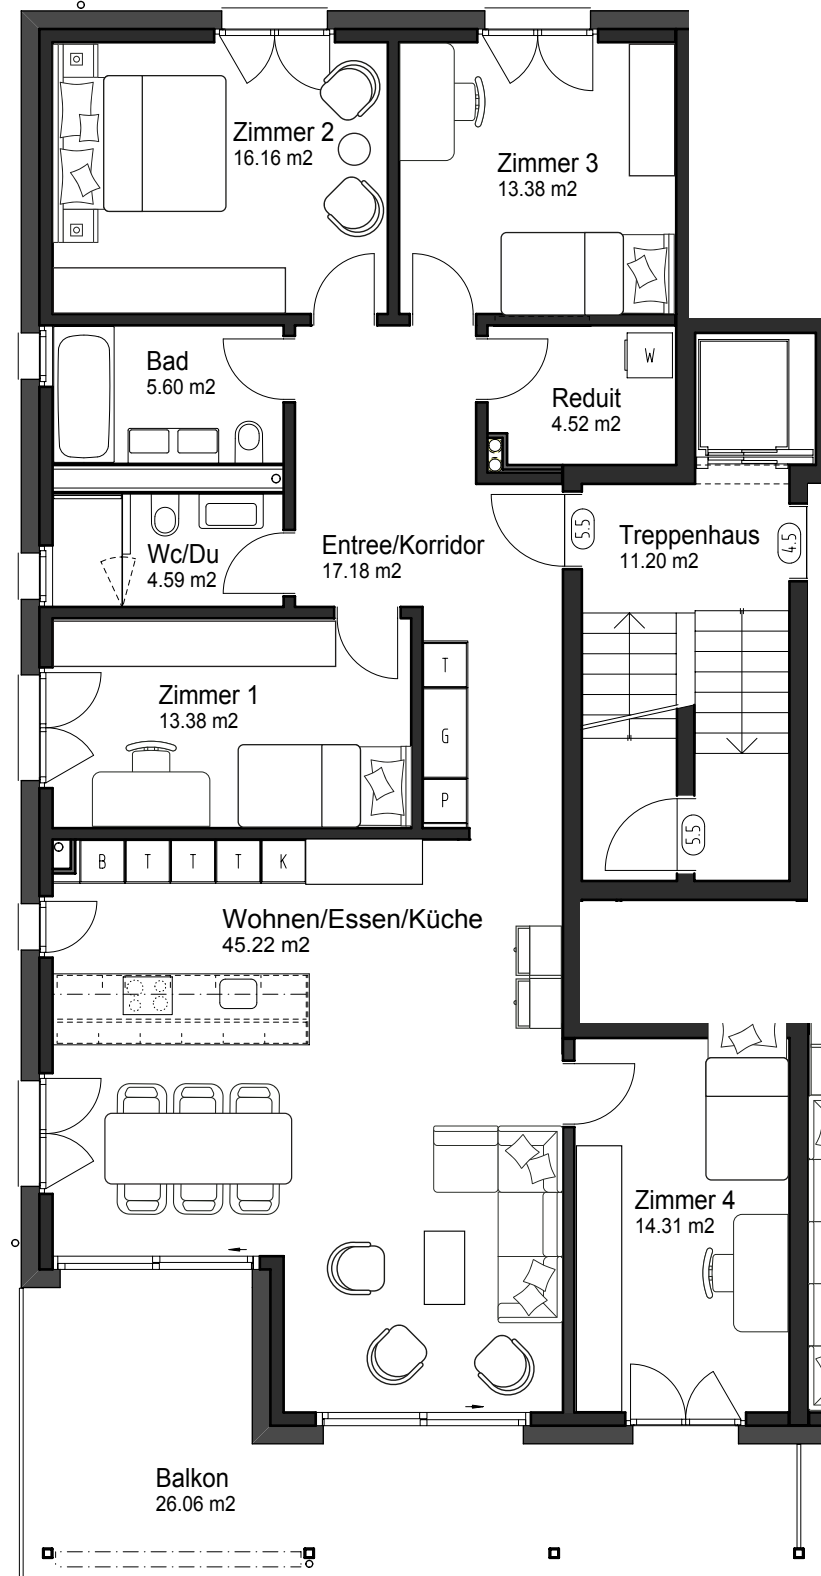 Zimmer 2
16.16 m2
Zimmer 3
13.38 m2
Bad
5.60 m2
W
Reduit
4.52 m2
Wc/Du
4.59 m2
Entree/Korridor
17.18 m2
5.5
Treppenhaus
11.20 m2
4.5
Zimmer 1
13.38 m2
T
G
P
5.5
B T T T K
Wohnen/Essen/Küche
45.22 m2
Zimmer 4
14.31 m2
Balkon
26.06 m2